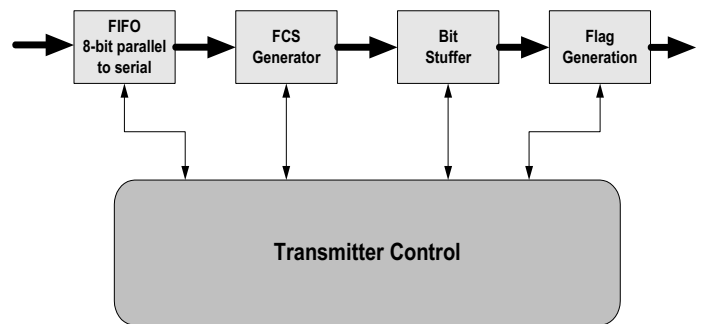 FIFO
8-bit parallel
to serial
FCS
Generator
Bit
Stuffer
Flag
Generation
Transmitter Control